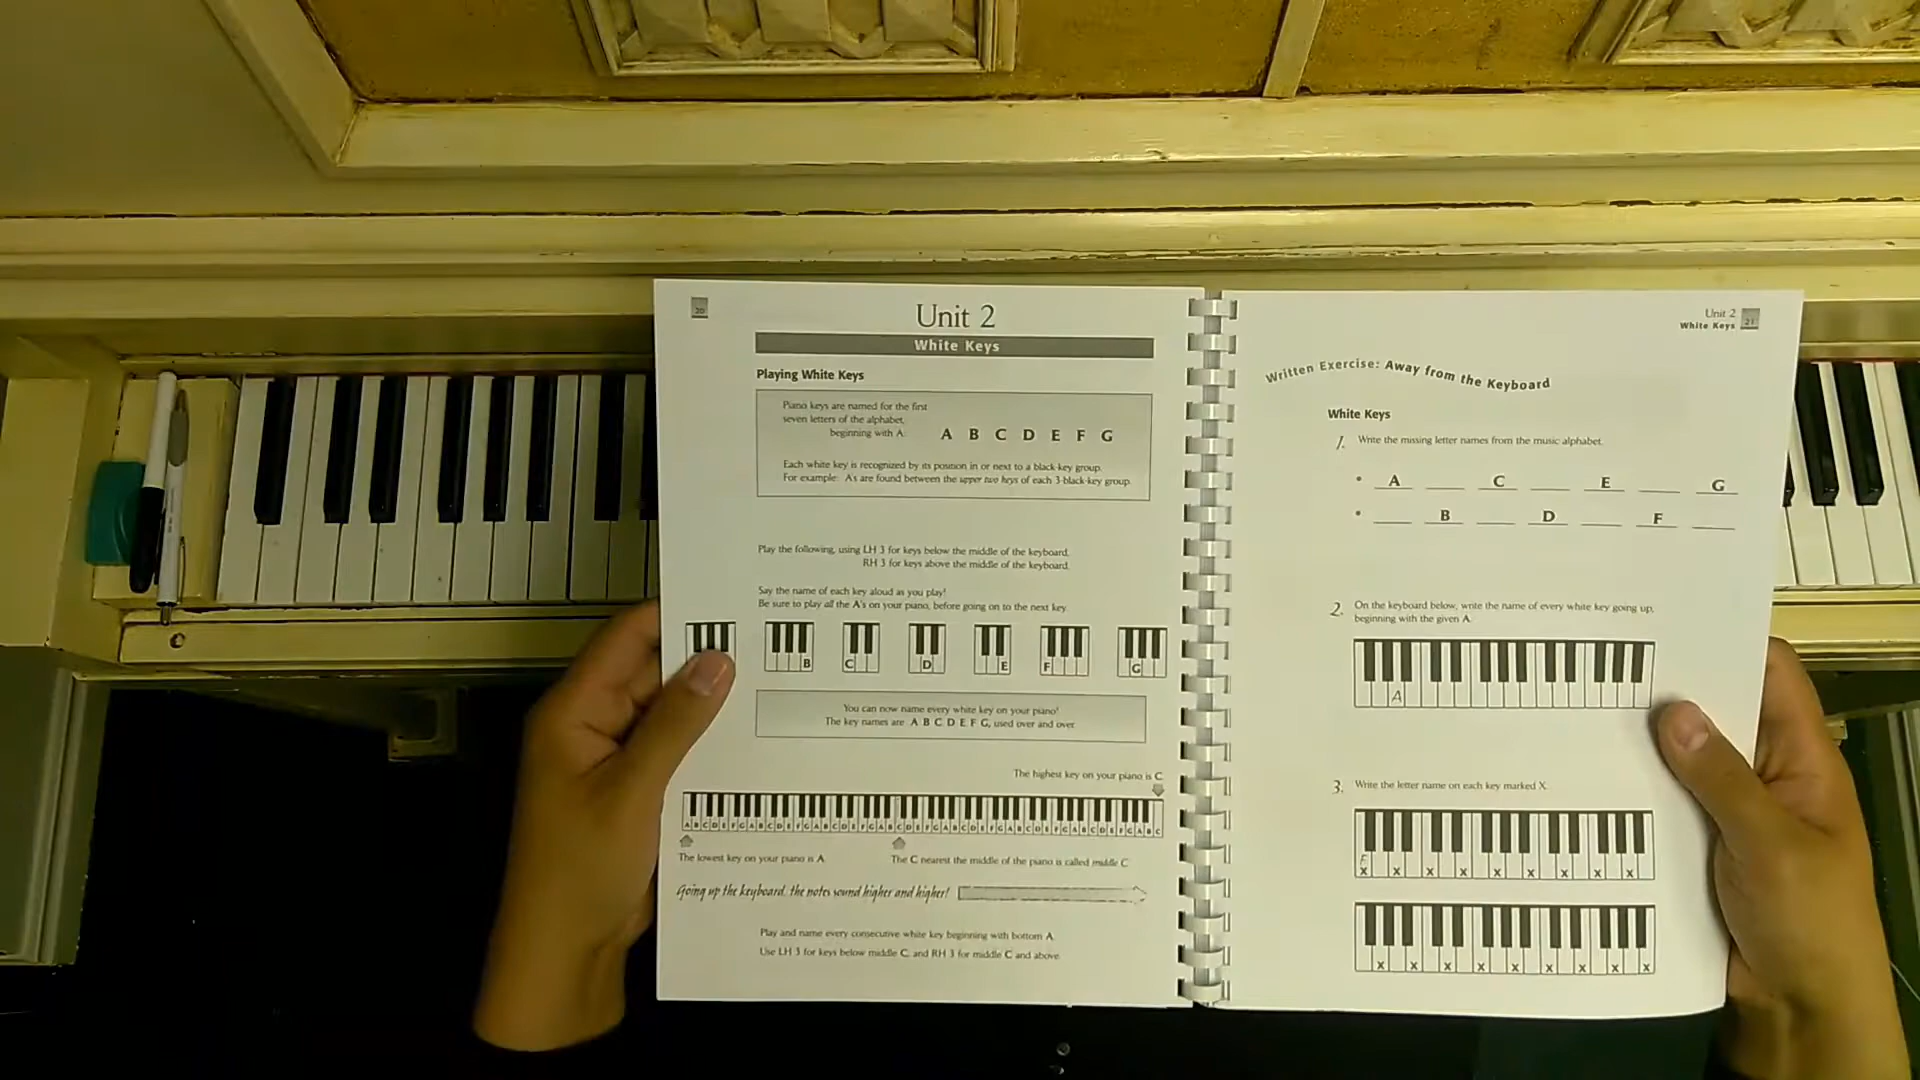 20
Unit 2
White Keys
Playing White Keys
Piano keys are named for the first
seven letters of the alphabet,
beginning with A:
A B C D E F G
Each white key is recognized by its position in or next to a black-key group.
For example: A's are found between the upper two keys of each 3-black-key group.
Play the following, using LH 3 for keys below the middle of the keyboard,
RH 3 for keys above the middle of the keyboard.
Say the name of each key aloud as you play!
Be sure to play all the A's on your piano, before going on to the next key.
B C D E F G
You can now name every white key on your piano!
The key names are A B C D E F G, used over and over.
The highest key on your piano is C.
A B C D E F G A B C D E F G A B C D E F G A B C D E F G A B C D E F G A B C D E F G A B C D E F G A B C
The lowest key on your piano is A.
The C nearest the middle of the piano is called middle C.
Going up the keyboard, the notes sound higher and higher!
Play and name every consecutive white key beginning with bottom A.
Use LH 3 for keys below middle C, and RH 3 for middle C and above.
Unit 2
White Keys
21
Written Exercise: Away from the Keyboard
White Keys
1. Write the missing letter names from the music alphabet.
• A ___ C ___ E ___ G
• ___ B ___ D ___ F ___
2. On the keyboard below, write the name of every white key going up,
beginning with the given A.
A
3. Write the letter name on each key marked X.
F
X X X X X X X X X
X X X X X X X X X